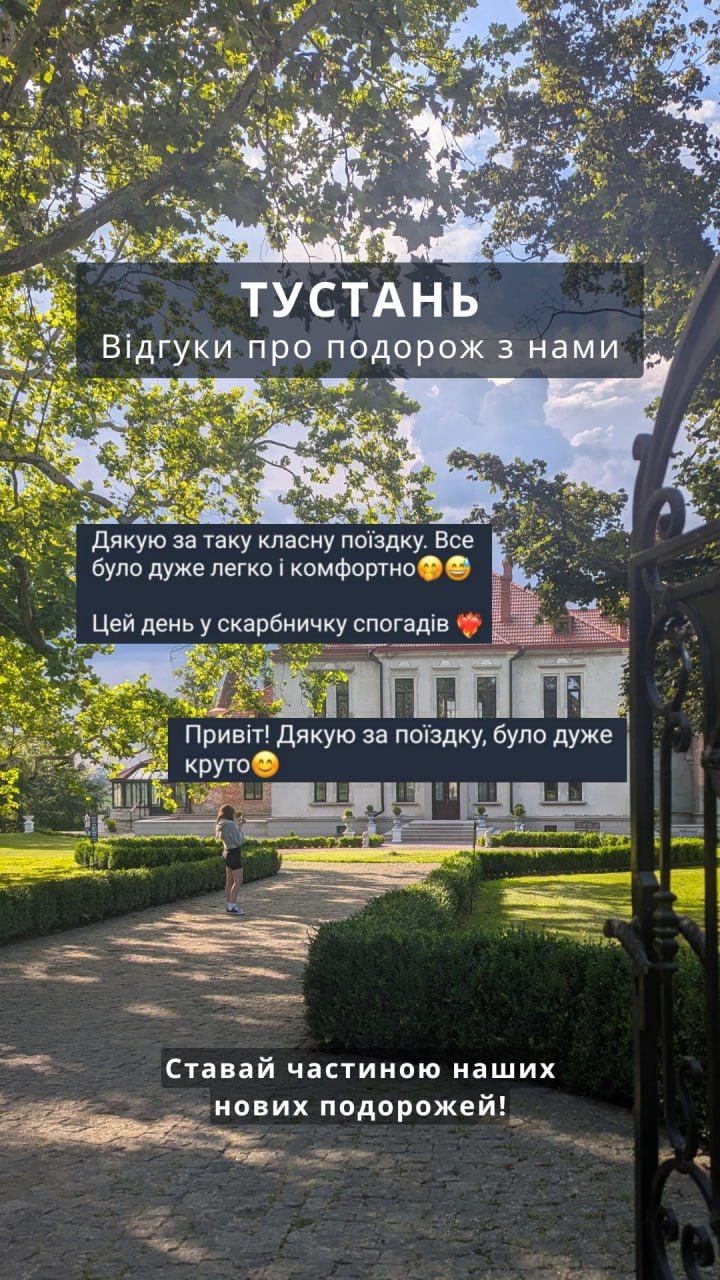 ТУСТАНЬ
Відгуки про подорож з нами
Дякую за таку класну поїздку. Все
було дуже легко і комфортно🤭😅
Цей день у скарбничку спогадів ❤️‍🔥
Привіт! Дякую за поїздку, було дуже
круто😊
Ставай частиною наших
нових подорожей!